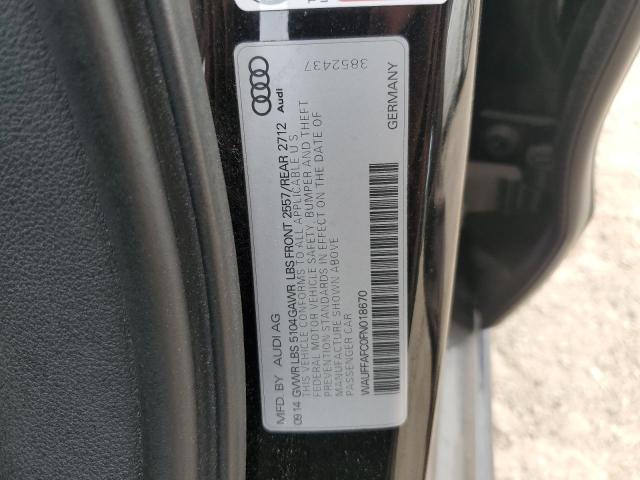 MFD. BY AUDI AG
Audi
09 14 GVWR LBS 5104 GAWR LBS FRONT 2557/REAR 2712
THIS VEHICLE CONFORMS TO ALL APPLICABLE U.S.
FEDERAL MOTOR VEHICLE SAFETY, BUMPER AND THEFT
PREVENTION STANDARDS IN EFFECT ON THE DATE OF
MANUFACTURE SHOWN ABOVE
PASSENGER CAR
WAUFFAFC0FN018670
GERMANY
3852437